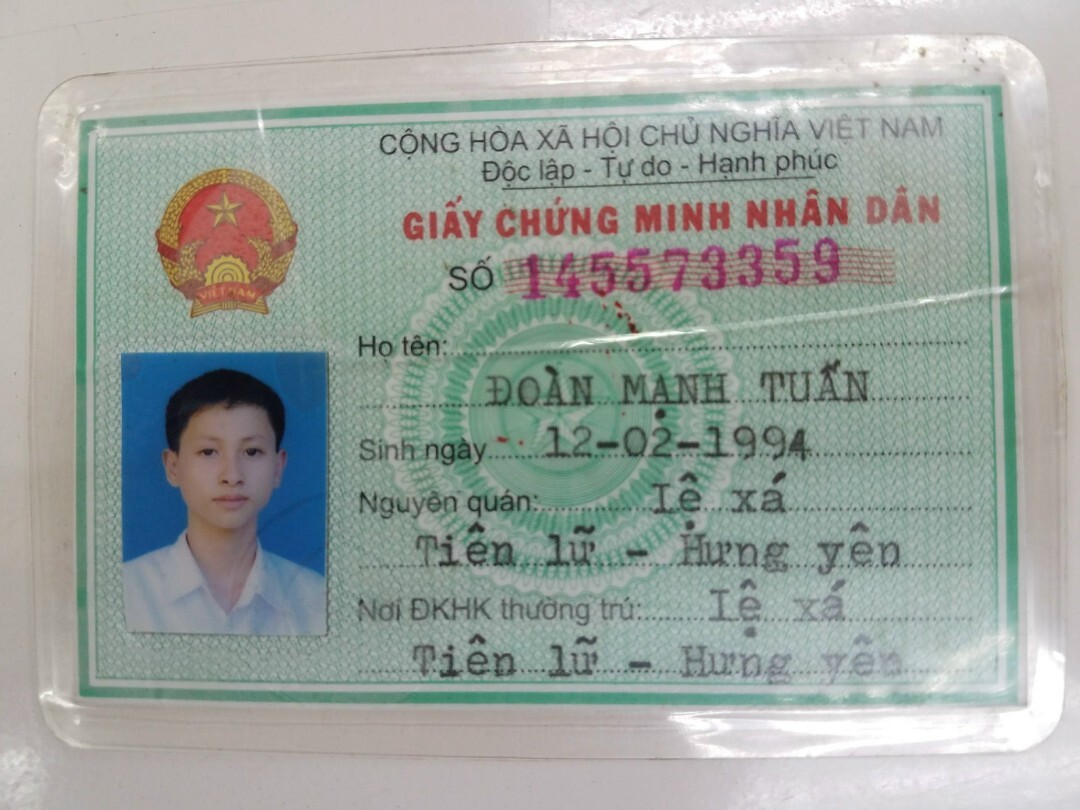 CỘNG HÒA XÃ HỘI CHỦ NGHĨA VIỆT NAM
Độc lập - Tự do - Hạnh phúc
GIẤY CHỨNG MINH NHÂN DÂN
SỐ 145573359
VIỆT NAM
Họ tên:
ĐOÀN MẠNH TUẤN
Sinh ngày 12-02-1994
Nguyên quán: Lệ xá
Tiên lữ - Hưng yên
Nơi ĐKHK thường trú: Lệ xá
Tiên lữ - Hưng yên